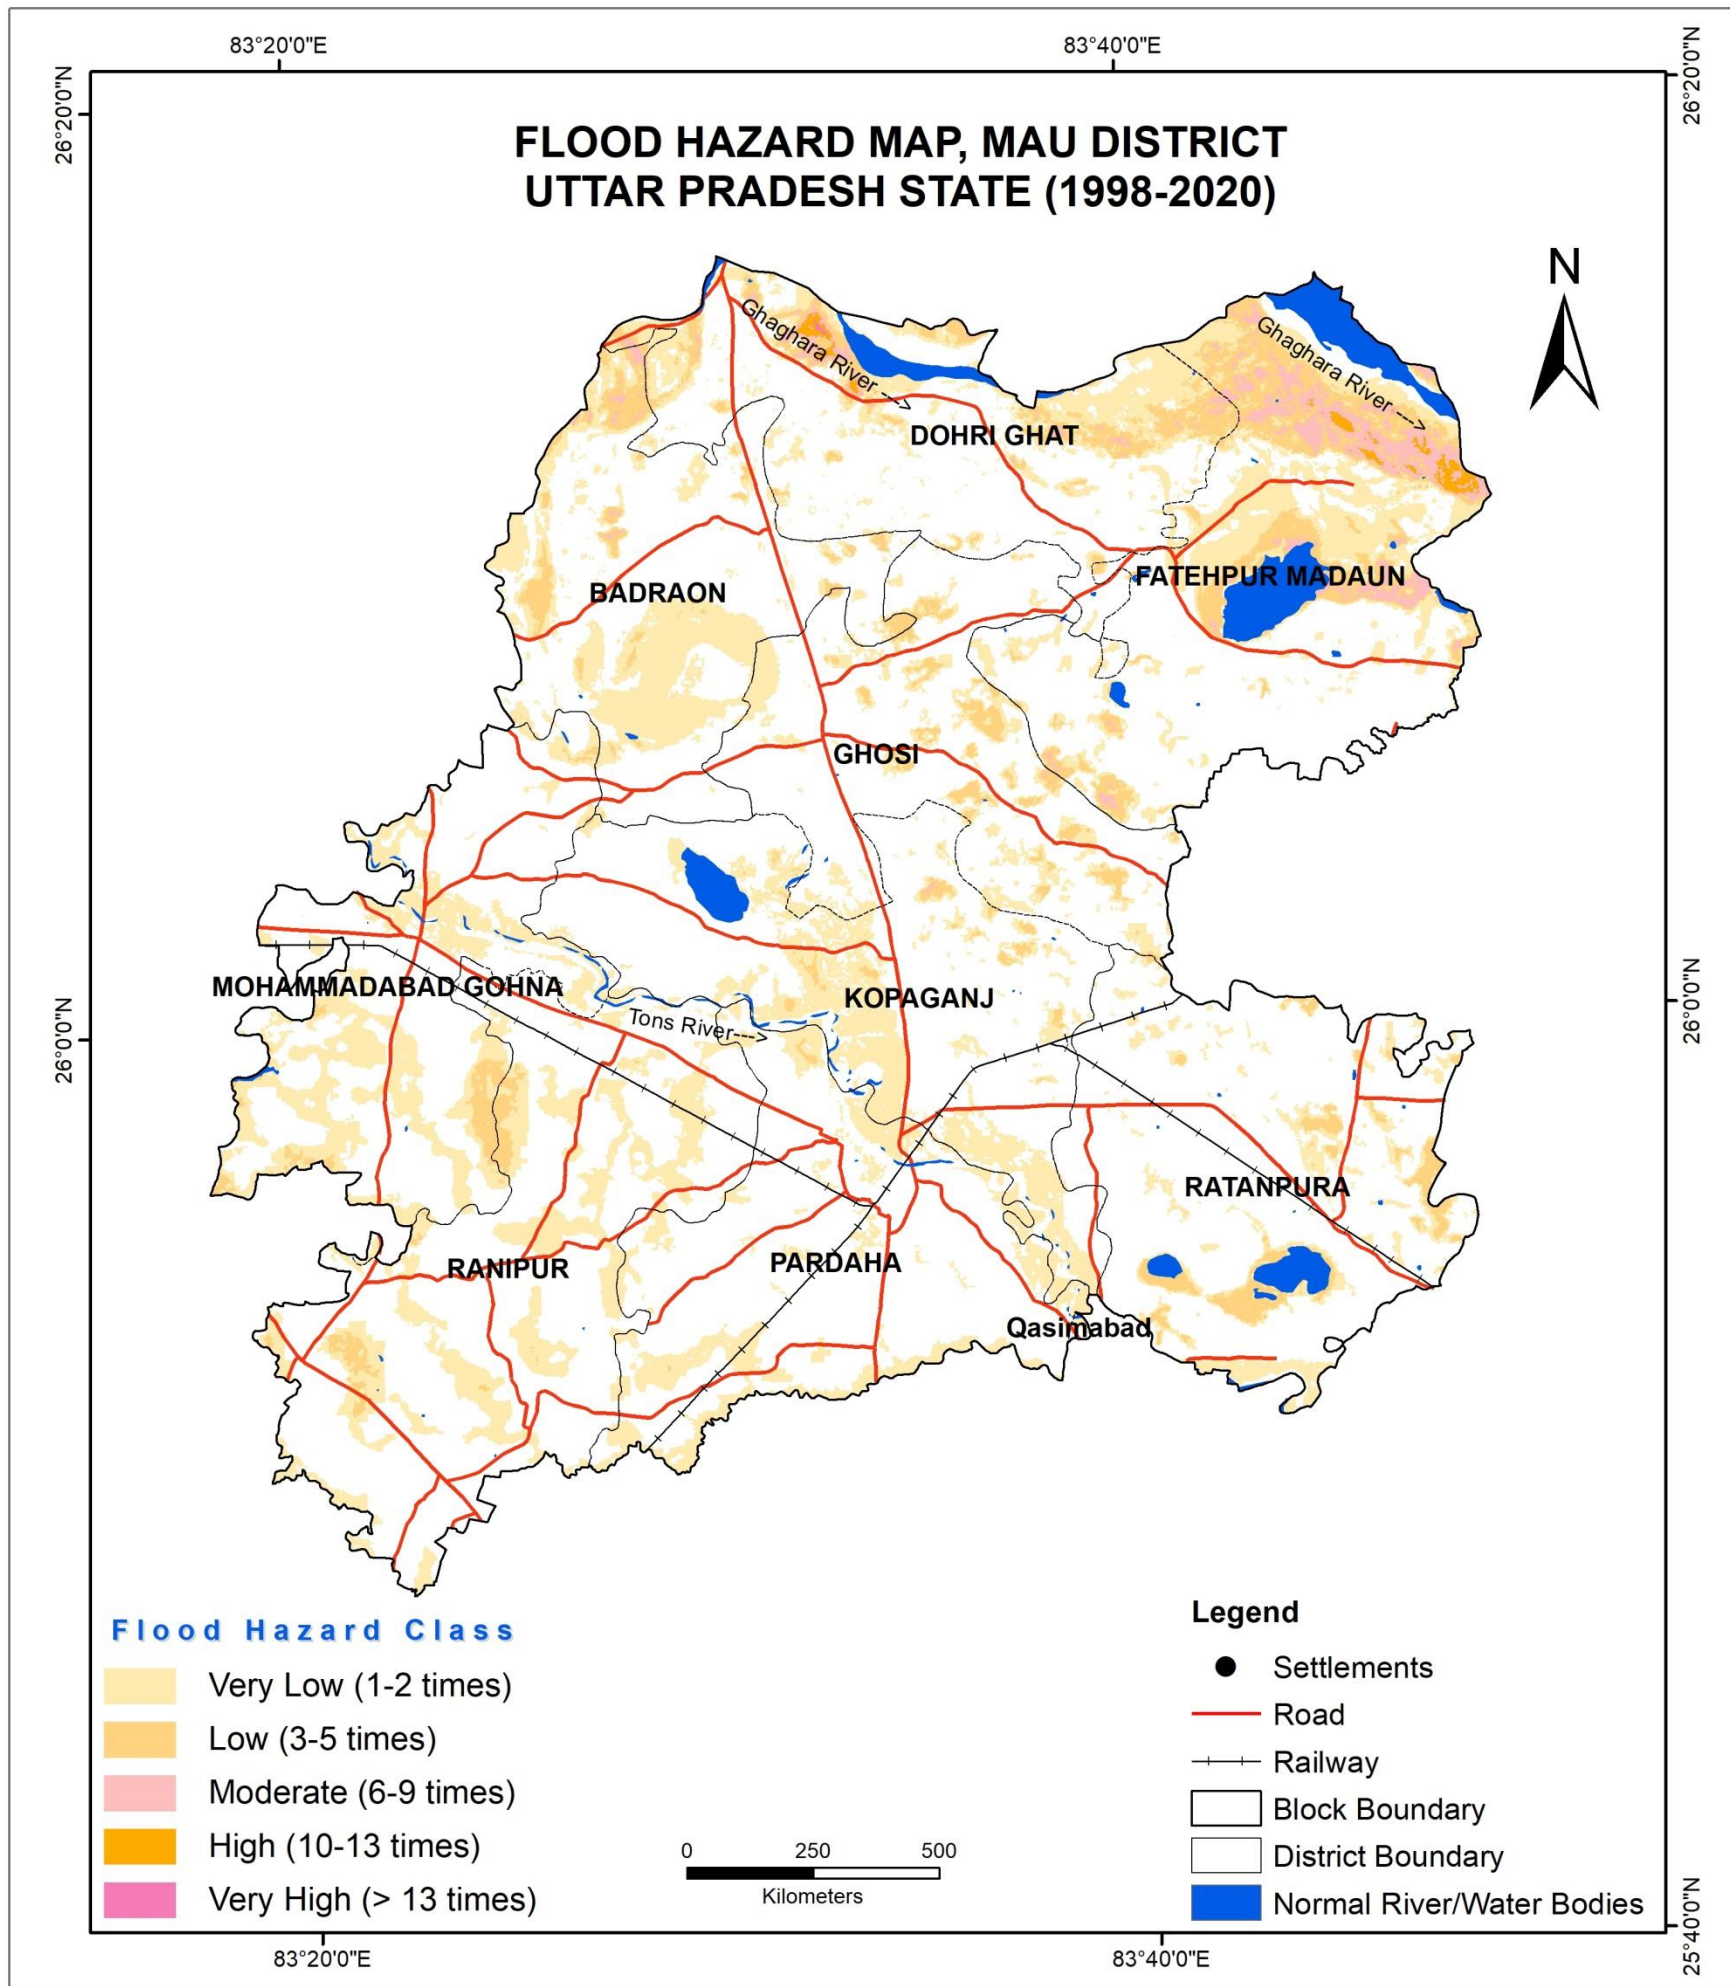 83°20'0"E
83°40'0"E
26°20'0"N
26°20'0"N
FLOOD HAZARD MAP, MAU DISTRICT
UTTAR PRADESH STATE (1998-2020)
N
Ghaghara River
Ghaghara River
DOHRI GHAT
FATEHPUR MADAUN
BADRAON
GHOSI
MOHAMMADABAD GOHNA
KOPAGANJ
Tons River
26°0'0"N
26°0'0"N
RATANPURA
RANIPUR
PARDAHA
Qasimabad
Flood Hazard Class
Very Low (1-2 times)
Low (3-5 times)
Moderate (6-9 times)
High (10-13 times)
Very High (> 13 times)
0 250 500
Kilometers
Legend
Settlements
Road
Railway
Block Boundary
District Boundary
Normal River/Water Bodies
25°40'0"N
83°20'0"E
83°40'0"E